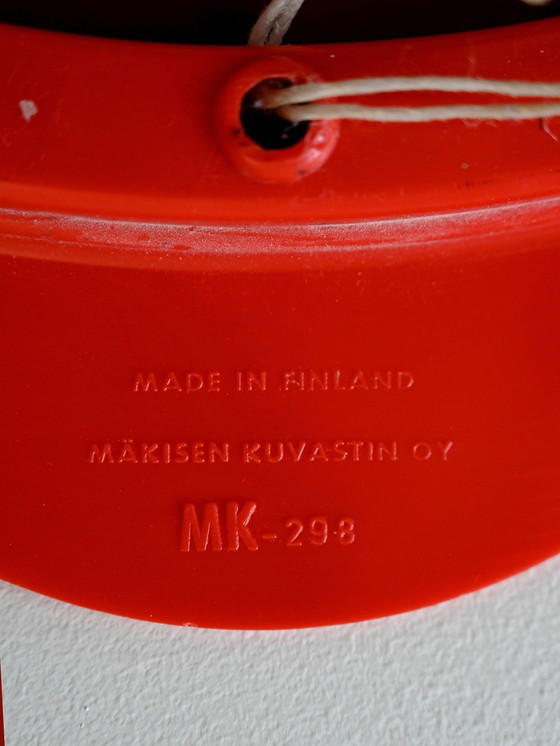 MADE IN FINLAND
MÄKISEN KUVASTIN OY
MK-298